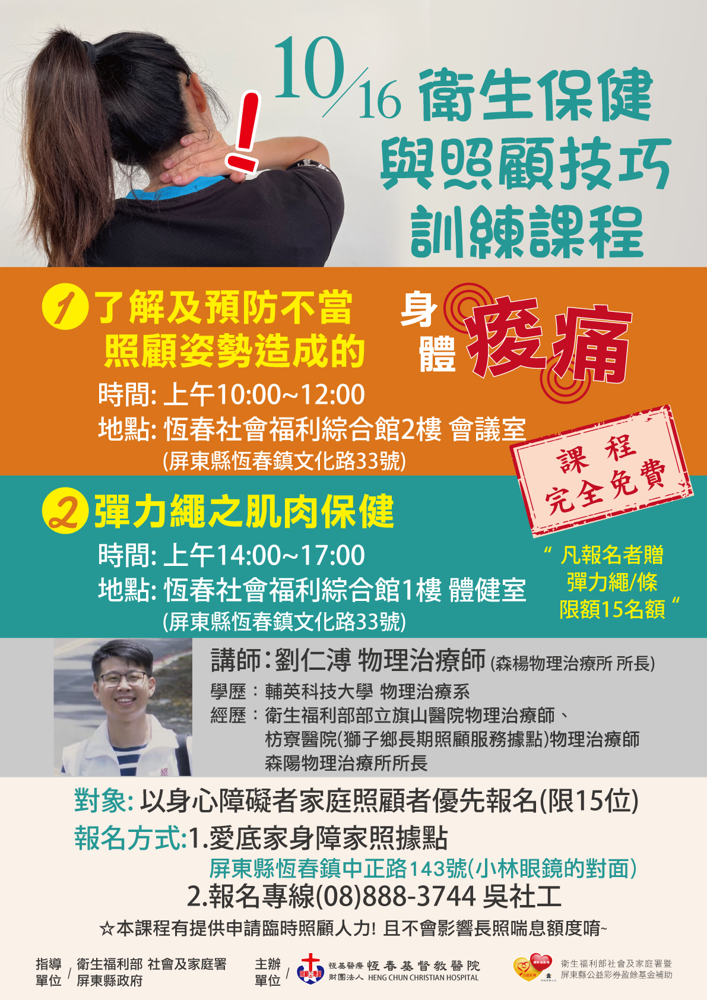 10/16 衛生保健
與照顧技巧
訓練課程
1 了解及預防不當
照顧姿勢造成的
身體 痠痛
時間: 上午10:00~12:00
地點: 恆春社會福利綜合館2樓 會議室
(屏東縣恆春鎮文化路33號)
課程
完全免費
2 彈力繩之肌肉保健
時間: 上午14:00~17:00
地點: 恆春社會福利綜合館1樓 體健室
(屏東縣恆春鎮文化路33號)
“ 凡報名者贈
彈力繩/條
限額15名額 “
講師:劉仁溥 物理治療師 (森楊物理治療所 所長)
學歷：輔英科技大學 物理治療系
經歷：衛生福利部部立旗山醫院物理治療師、
枋寮醫院(獅子鄉長期照顧服務據點)物理治療師
森陽物理治療所所長
對象: 以身心障礙者家庭照顧者優先報名(限15位)
報名方式:1.愛底家身障家照據點
屏東縣恆春鎮中正路143號(小林眼鏡的對面)
2.報名專線(08)888-3744 吳社工
☆本課程有提供申請臨時照顧人力! 且不會影響長照喘息額度唷~
指導單位 / 衛生福利部 社會及家庭署
屏東縣政府
主辦單位 / 恆基醫療財團法人 恆春基督教醫院
HENG CHUN CHRISTIAN HOSPITAL
公益彩券
衛生福利部社會及家庭署暨
屏東縣公益彩券盈餘基金補助